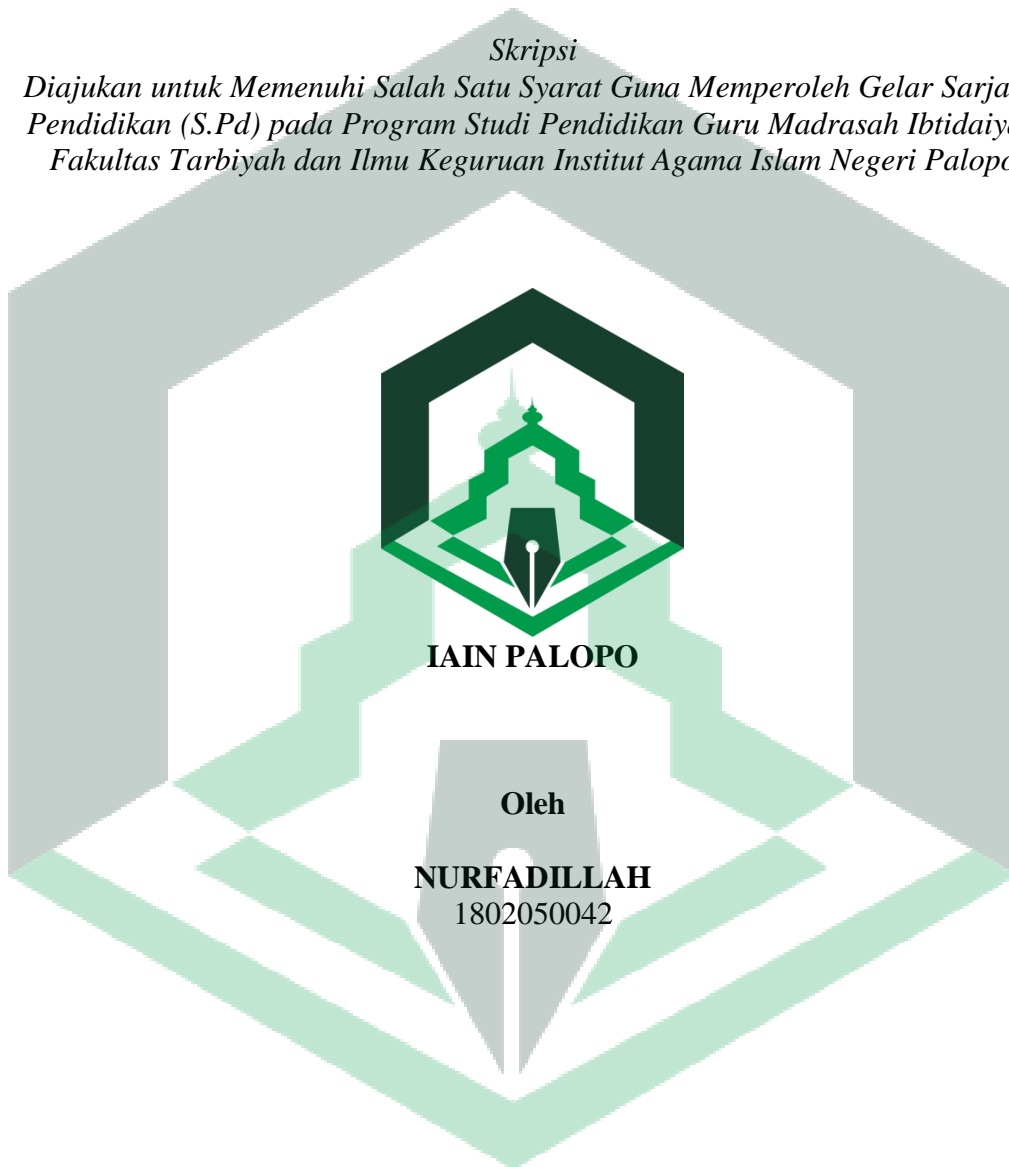 Skripsi
Diajukan untuk Memenuhi Salah Satu Syarat Guna Memperoleh Gelar Sarja
Pendidikan (S.Pd) pada Program Studi Pendidikan Guru Madrasah Ibtidaiy
Fakultas Tarbiyah dan Ilmu Keguruan Institut Agama Islam Negeri Palopo
IAIN PALOPO
Oleh
NURFADILLAH
1802050042